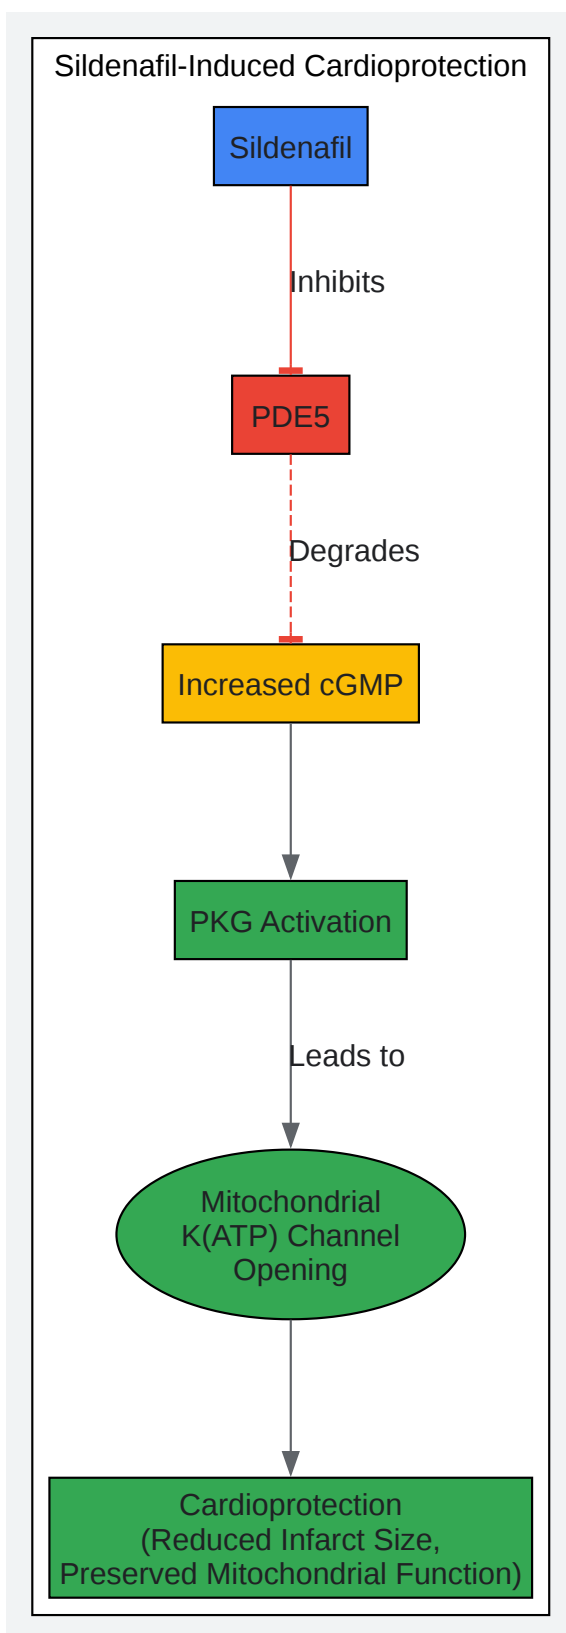 Sildenafil-Induced Cardioprotection
Sildenafil
Inhibits
PDE5
Degrades
Increased cGMP
PKG Activation
Leads to
Mitochondrial
K(ATP) Channel
Opening
Cardioprotection
(Reduced Infarct Size,
Preserved Mitochondrial Function)